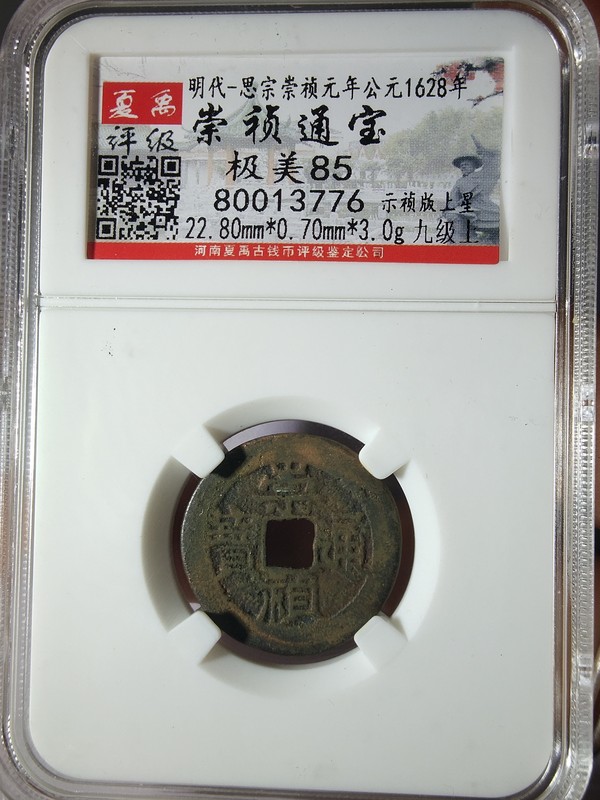 夏禹
评级
明代-思宗崇祯元年公元1628年
崇祯通宝
极美85
80013776 示祯版上星
22.80mm*0.70mm*3.0g 九级上
河南夏禹古钱币评级鉴定公司
崇
通
寳
禎